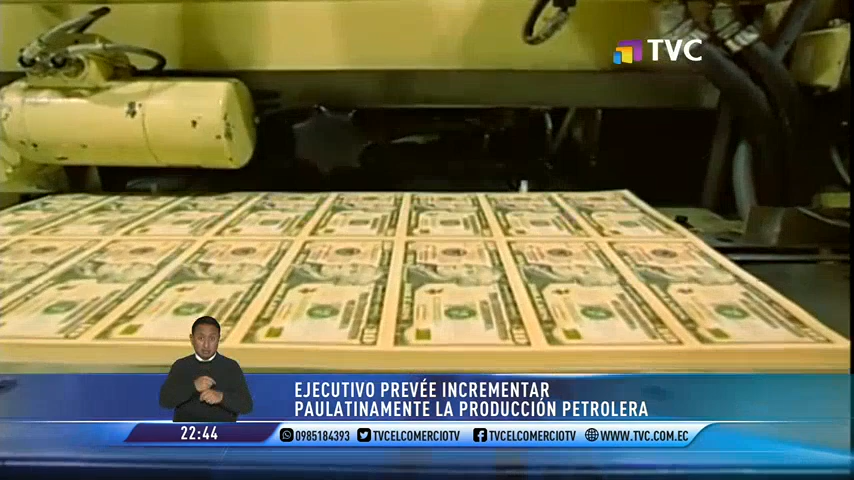 TVC
EJECUTIVO PREVÉE INCREMENTAR
PAULATINAMENTE LA PRODUCCIÓN PETROLERA
22:44
0985184393 TVCELCOMERCIOTV TVCELCOMERCIOTV WWW.TVC.COM.EC